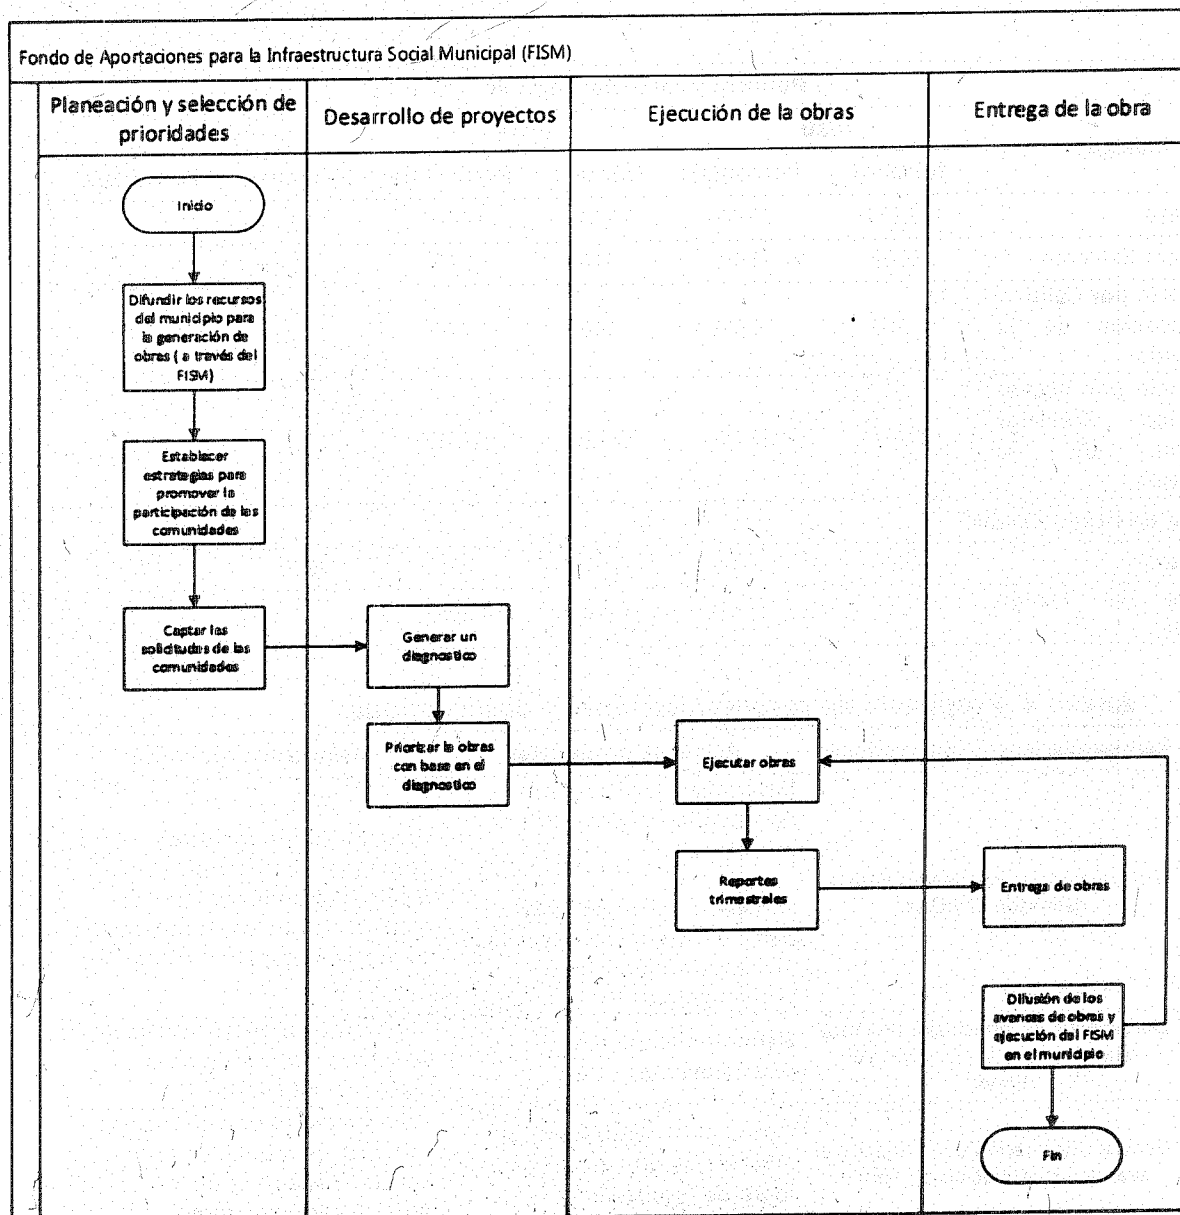 Fondo de Aportaciones para la Infraestructura Social Municipal (FISM)
Planeación y selección de
prioridades
Desarrollo de proyectos
Ejecución de la obras
Entrega de la obra
Inicio
Difundir los recursos
del municipio para
la generación de
obras ( a través del
FISM)
Establecer
estrategias para
promover la
participación de las
comunidades
Captar las
solicitudes de las
comunidades
Generar un
diagnostico
Priorizar la obras
con base en el
diagnostico
Ejecutar obras
Reportes
trimestrales
Entrega de obras
Difusión de los
avances de obras y
ejecución del FISM
en el municipio
Fin